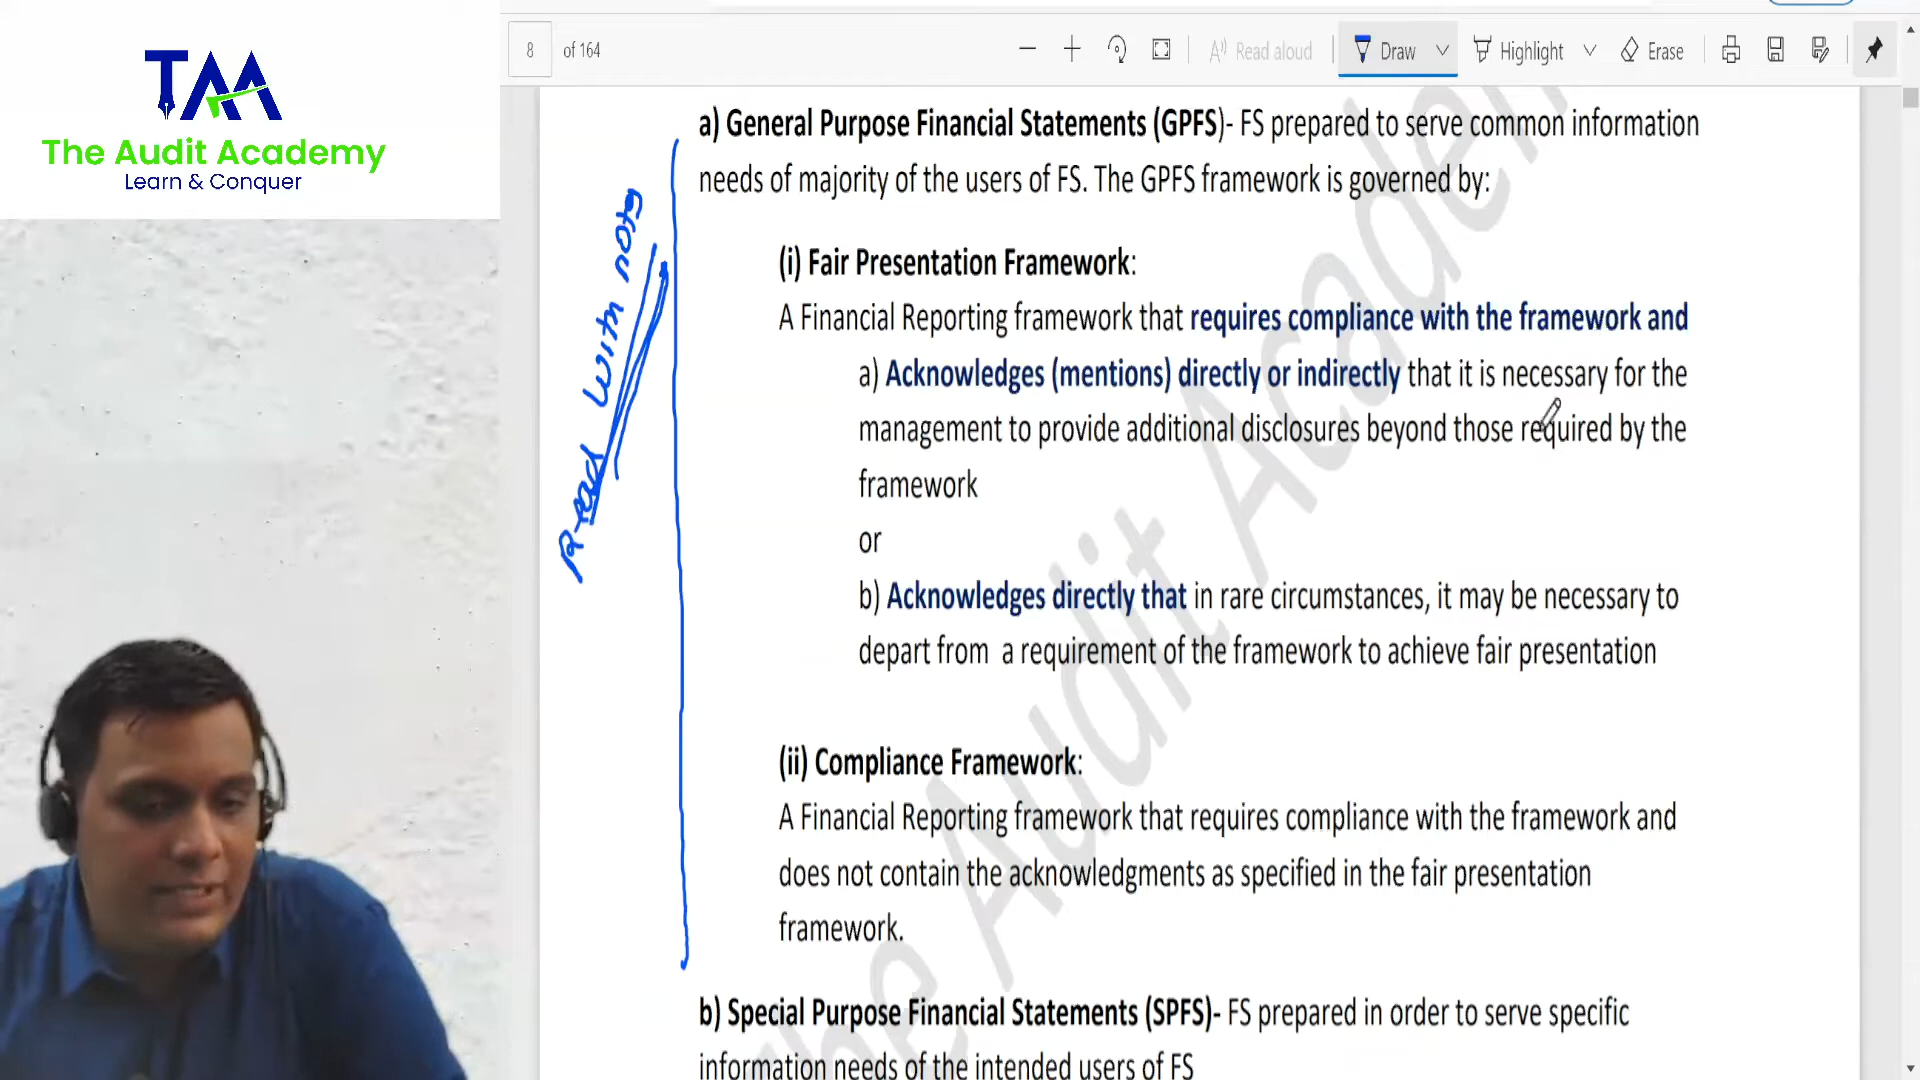 TAA
The Audit Academy
Learn & Conquer
8 of 164
Read aloud
Draw
Highlight
Erase
a) General Purpose Financial Statements (GPFS)- FS prepared to serve common information
needs of majority of the users of FS. The GPFS framework is governed by:
(i) Fair Presentation Framework:
A Financial Reporting framework that requires compliance with the framework and
a) Acknowledges (mentions) directly or indirectly that it is necessary for the
management to provide additional disclosures beyond those required by the
framework
or
b) Acknowledges directly that in rare circumstances, it may be necessary to
depart from a requirement of the framework to achieve fair presentation
(ii) Compliance Framework:
A Financial Reporting framework that requires compliance with the framework and
does not contain the acknowledgments as specified in the fair presentation
framework.
b) Special Purpose Financial Statements (SPFS)- FS prepared in order to serve specific
information needs of the intended users of FS
Read with note
The Audit Academy